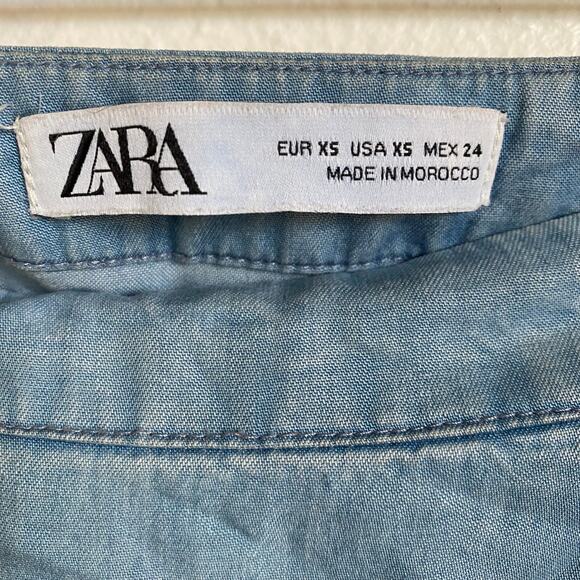 ZARA
EUR XS USA XS MEX 24
MADE IN MOROCCO